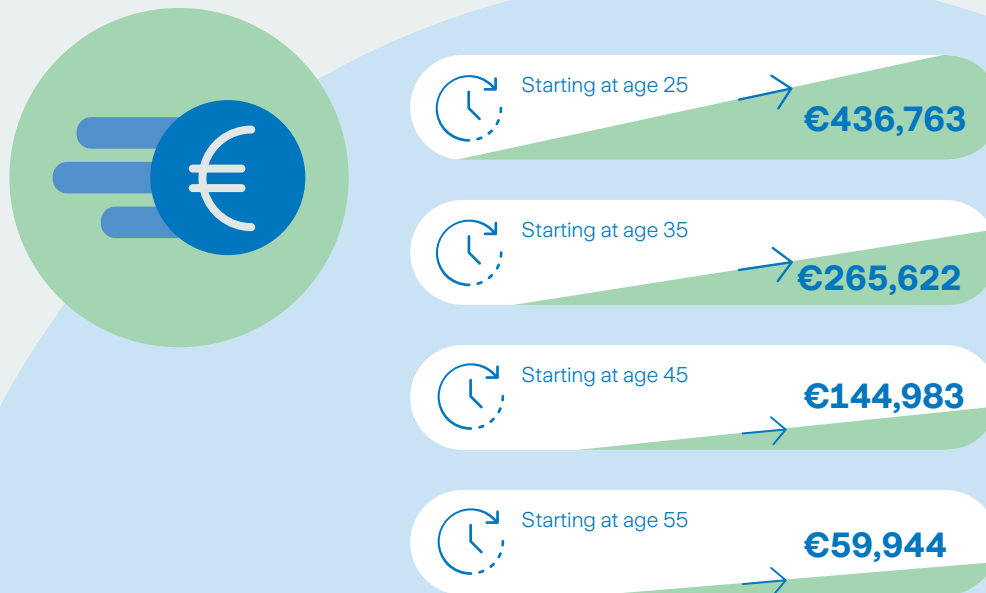 €
Starting at age 25
€436,763
Starting at age 35
€265,622
Starting at age 45
€144,983
Starting at age 55
€59,944